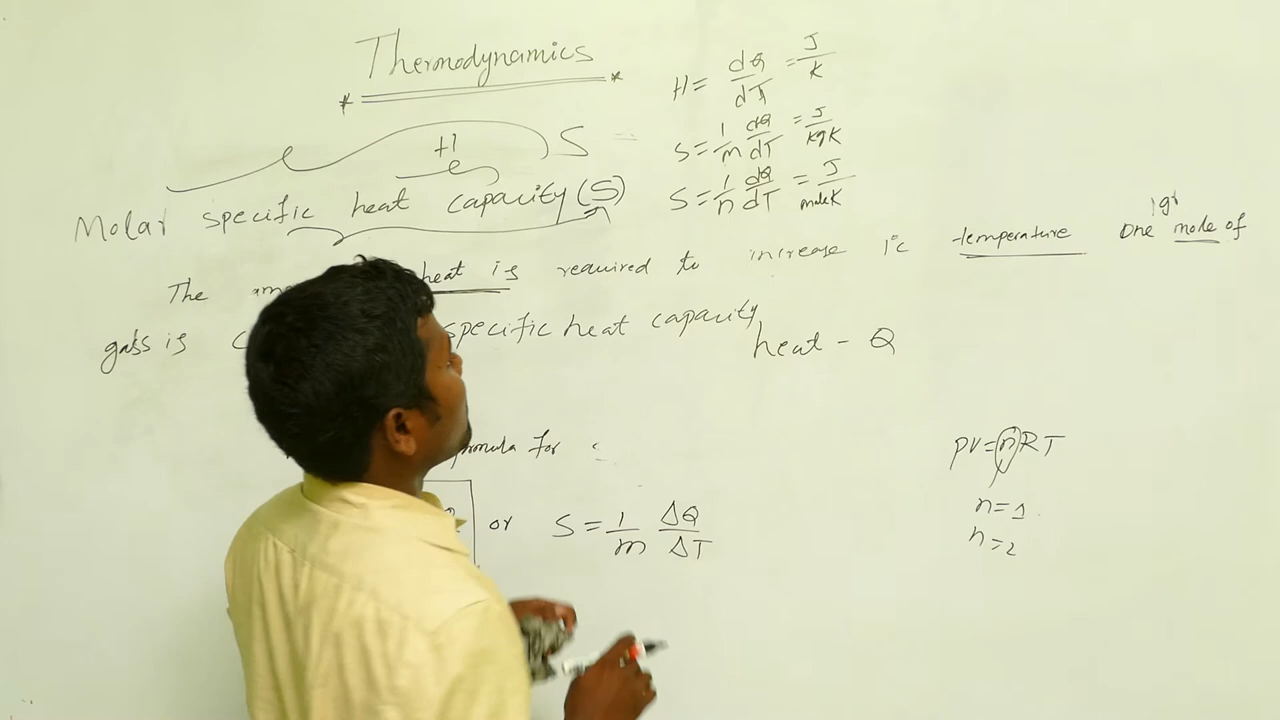 Thermodynamics
H = dQ/dT = J/K
S = 1/m dQ/dT = J/kgK
S = 1/n dQ/dT = J/moleK
H S =
Molar specific heat capacity (S)
1gr
The heat is required to increase 1°c temperature One mole of
gass is specific heat capacity
heat - Q
for
PV = nRT
or S = 1/m ΔQ/ΔT
n = 1
n = 2